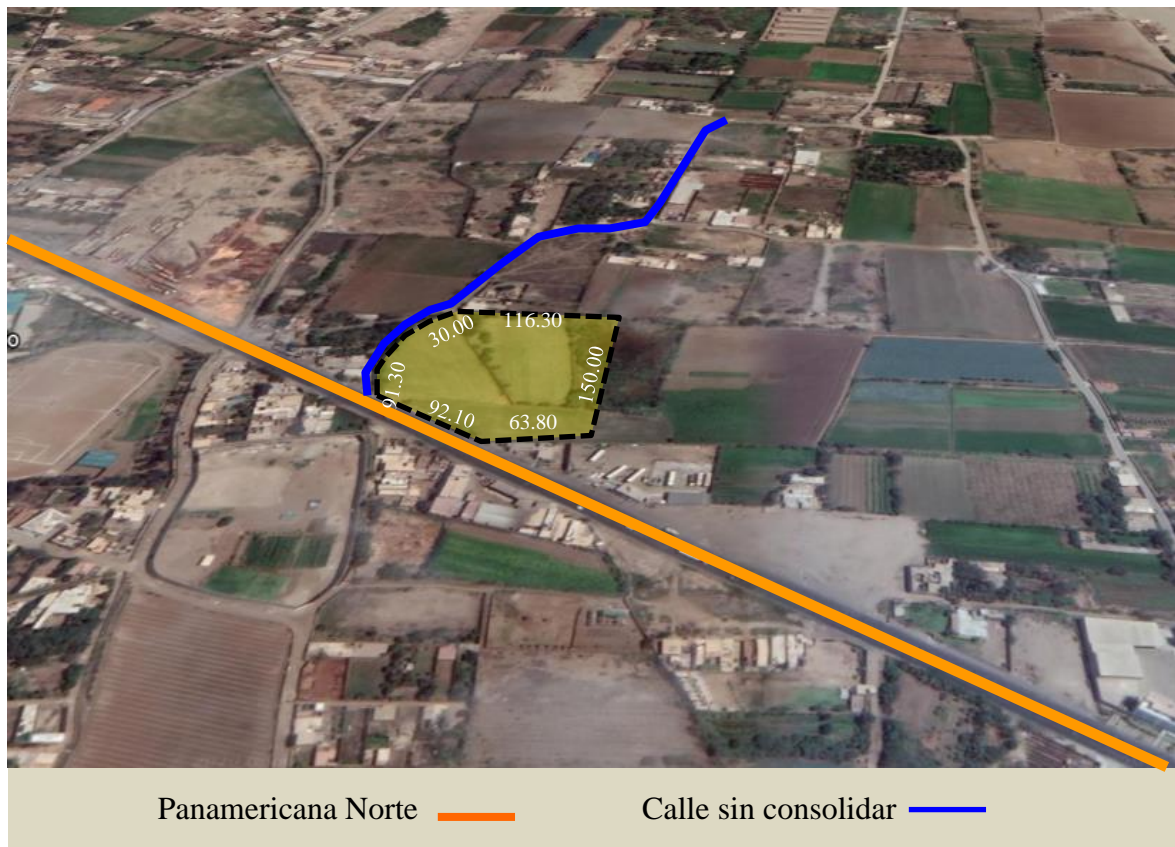 116.30
30.00
150.00
91.30
92.10
63.80
o
Panamericana Norte
Calle sin consolidar